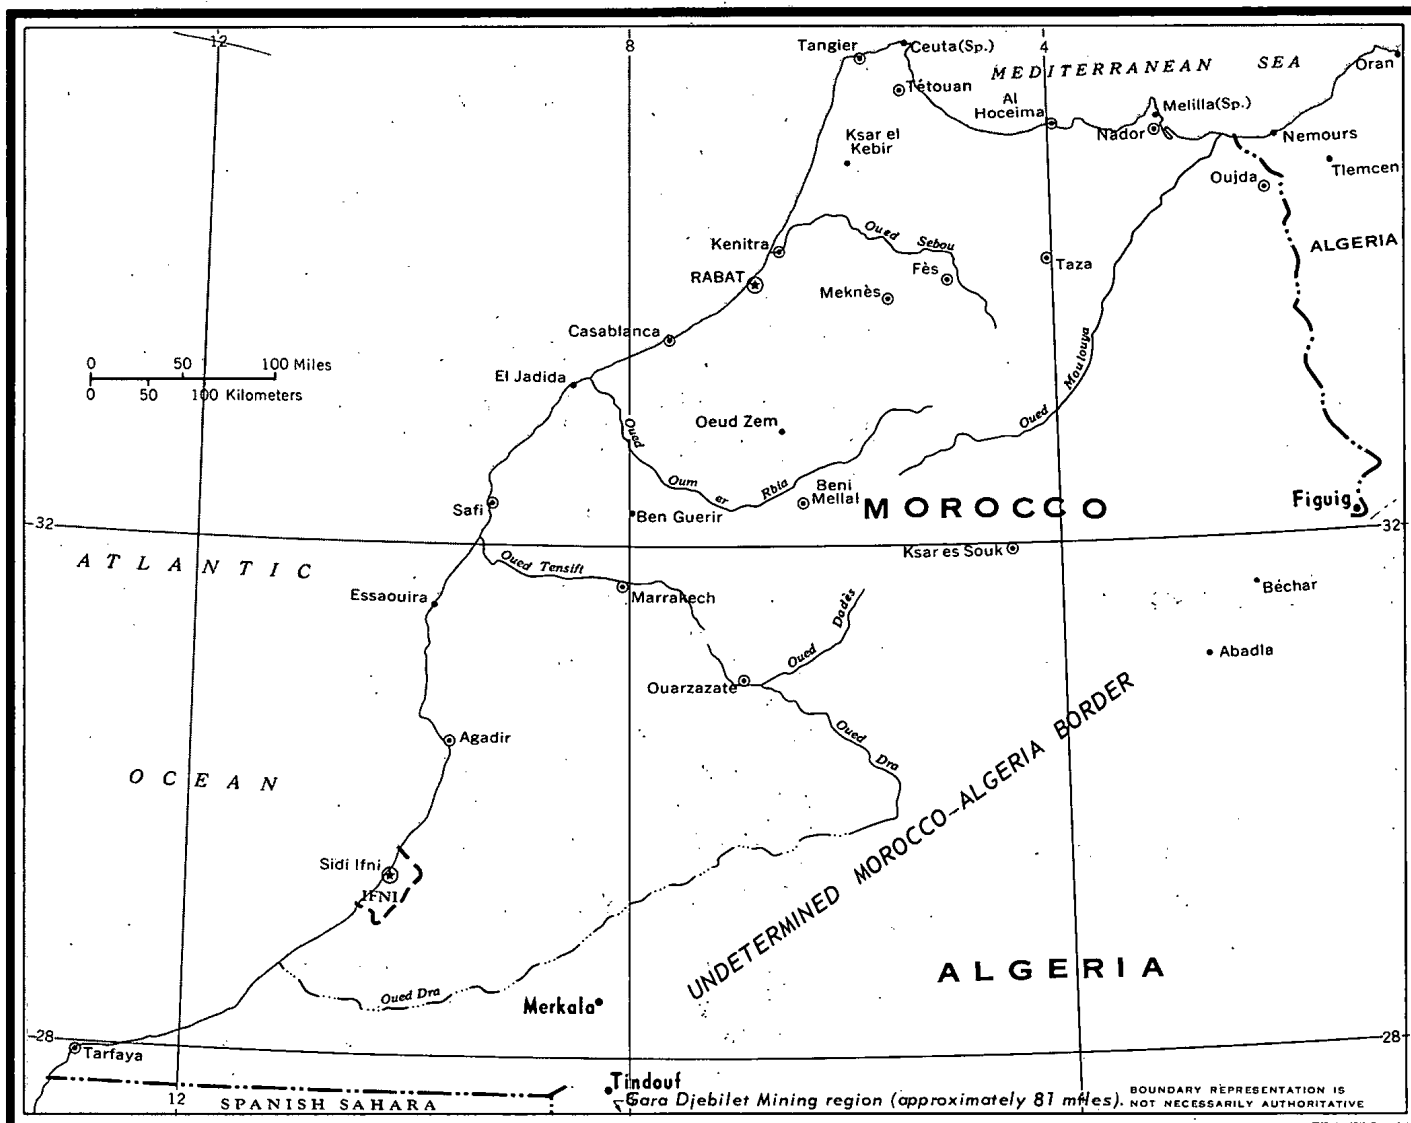 12
8
4
Tangier
Ceuta(Sp.)
MEDITERRANEAN SEA
Oran
Tétouan
Al
Hoceima
Melilla(Sp.)
Nador
Nemours
Ksar el
Kebir
Tlemcen
Oujda
Kenitra
Oued Sebou
ALGERIA
RABAT
Fès
Taza
Meknès
Casablanca
0 50 100 Miles
0 50 100 Kilometers
El Jadida
Oued Moulouya
Oeud Zem
Oued Oum er Rbia
Beni
Mellal
MOROCCO
Figuig
Safi
Ben Guerir
32
32
Ksar es Souk
ATLANTIC
Oued Tensift
Essaouira
Marrakech
Oued Dadès
Béchar
Abadla
Ouarzazate
Agadir
Oued Dra
OCEAN
UNDETERMINED MOROCCO-ALGERIA BORDER
Sidi Ifni
IFNI
ALGERIA
Oued Dra
Merkala
28
28
Tarfaya
Tindouf
12
8
4
SPANISH SAHARA
Gara Djebilet Mining region (approximately 81 miles).
BOUNDARY REPRESENTATION IS
NOT NECESSARILY AUTHORITATIVE